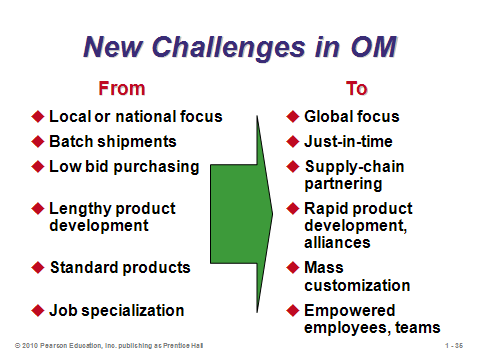 New Challenges in OM
From
Local or national focus
Batch shipments
Low bid purchasing
Lengthy product
development
Standard products
Job specialization
To
Global focus
Just-in-time
Supply-chain
partnering
Rapid product
development,
alliances
Mass
customization
Empowered
employees, teams
© 2010 Pearson Education, Inc. publishing as Prentice Hall
1 - 35